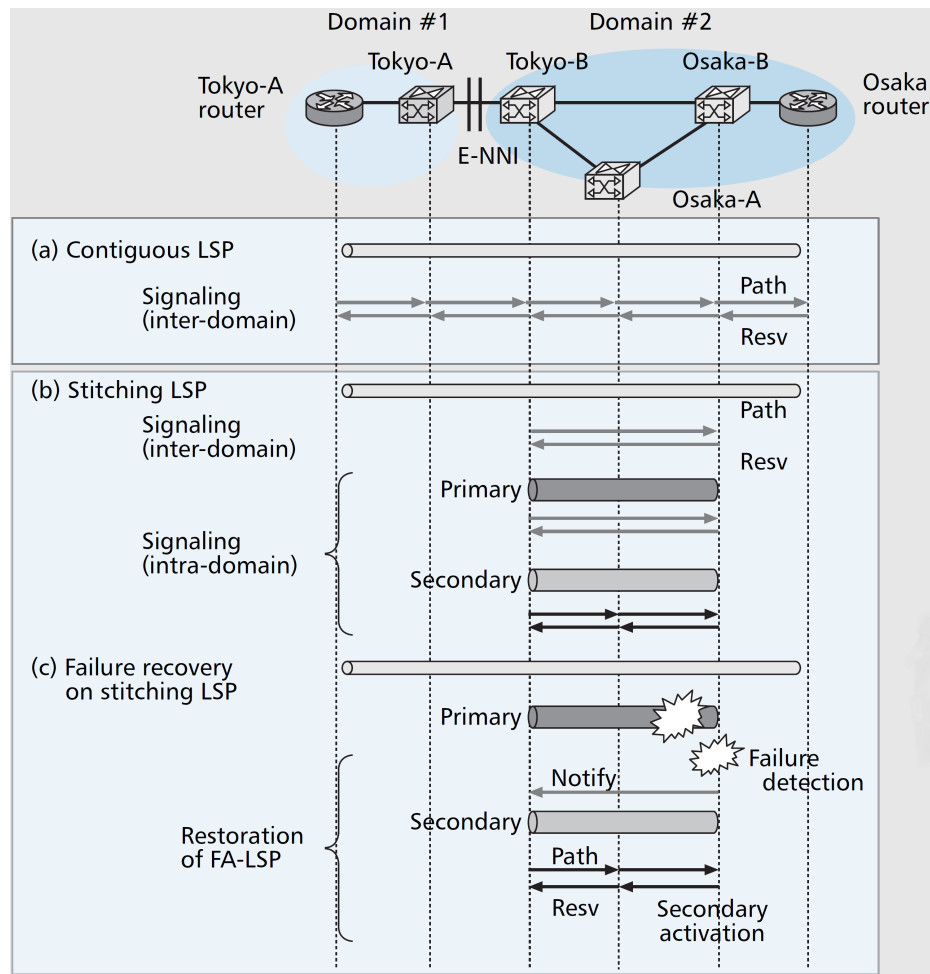 Domain #1
Domain #2
Tokyo-A
Tokyo-B
Osaka-B
Tokyo-A
router
Osaka
router
E-NNI
Osaka-A
(a) Contiguous LSP
Signaling
(inter-domain)
Path
Resv
(b) Stitching LSP
Path
Signaling
(inter-domain)
Resv
Primary
Signaling
(intra-domain)
Secondary
(c) Failure recovery
on stitching LSP
Primary
Failure
detection
Notify
Secondary
Restoration
of FA-LSP
Path
Resv
Secondary
activation